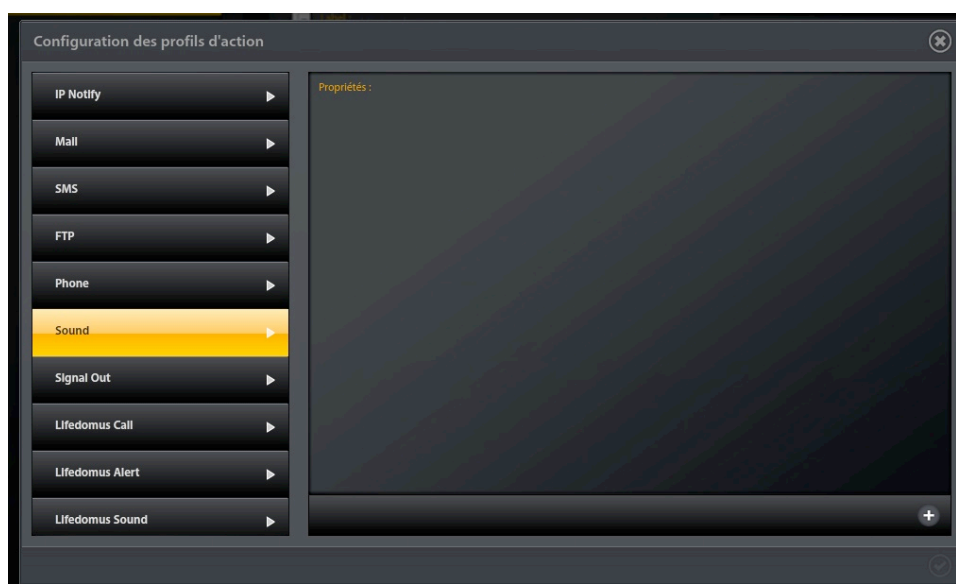 Label :
Configuration des profils d'action
IP Notify
Mail
SMS
FTP
Phone
Sound
Signal Out
Lifedomus Call
Lifedomus Alert
Lifedomus Sound
Propriétés :